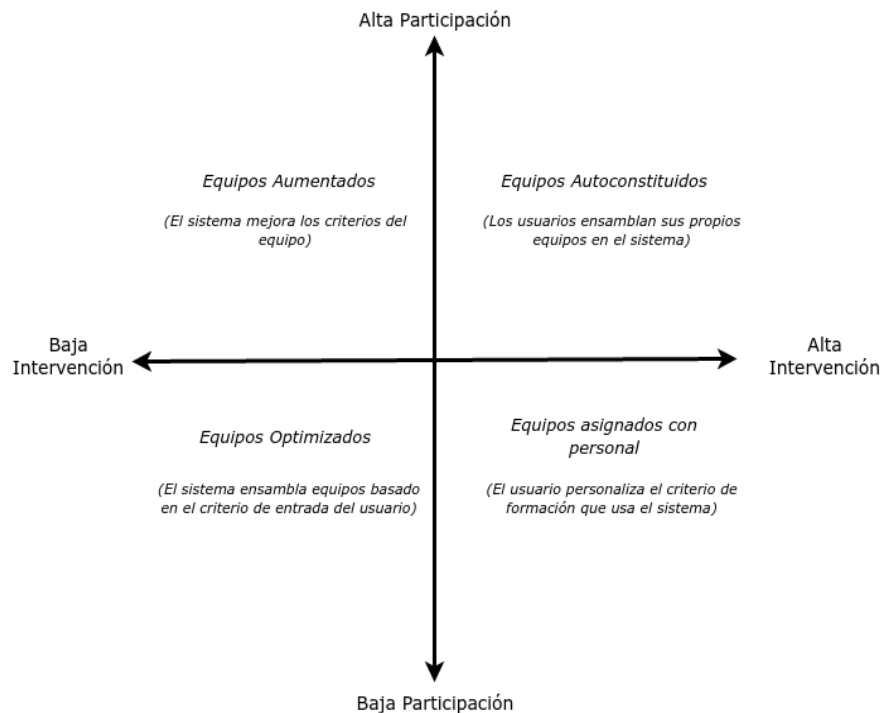 Alta Participación
Equipos Aumentados
(El sistema mejora los criterios del
equipo)
Equipos Autoconstituidos
(Los usuarios ensamblan sus propios
equipos en el sistema)
Baja
Intervención
Alta
Intervención
Equipos Optimizados
(El sistema ensambla equipos basado
en el criterio de entrada del usuario)
Equipos asignados con
personal
(El usuario personaliza el criterio de
formación que usa el sistema)
Baja Participación